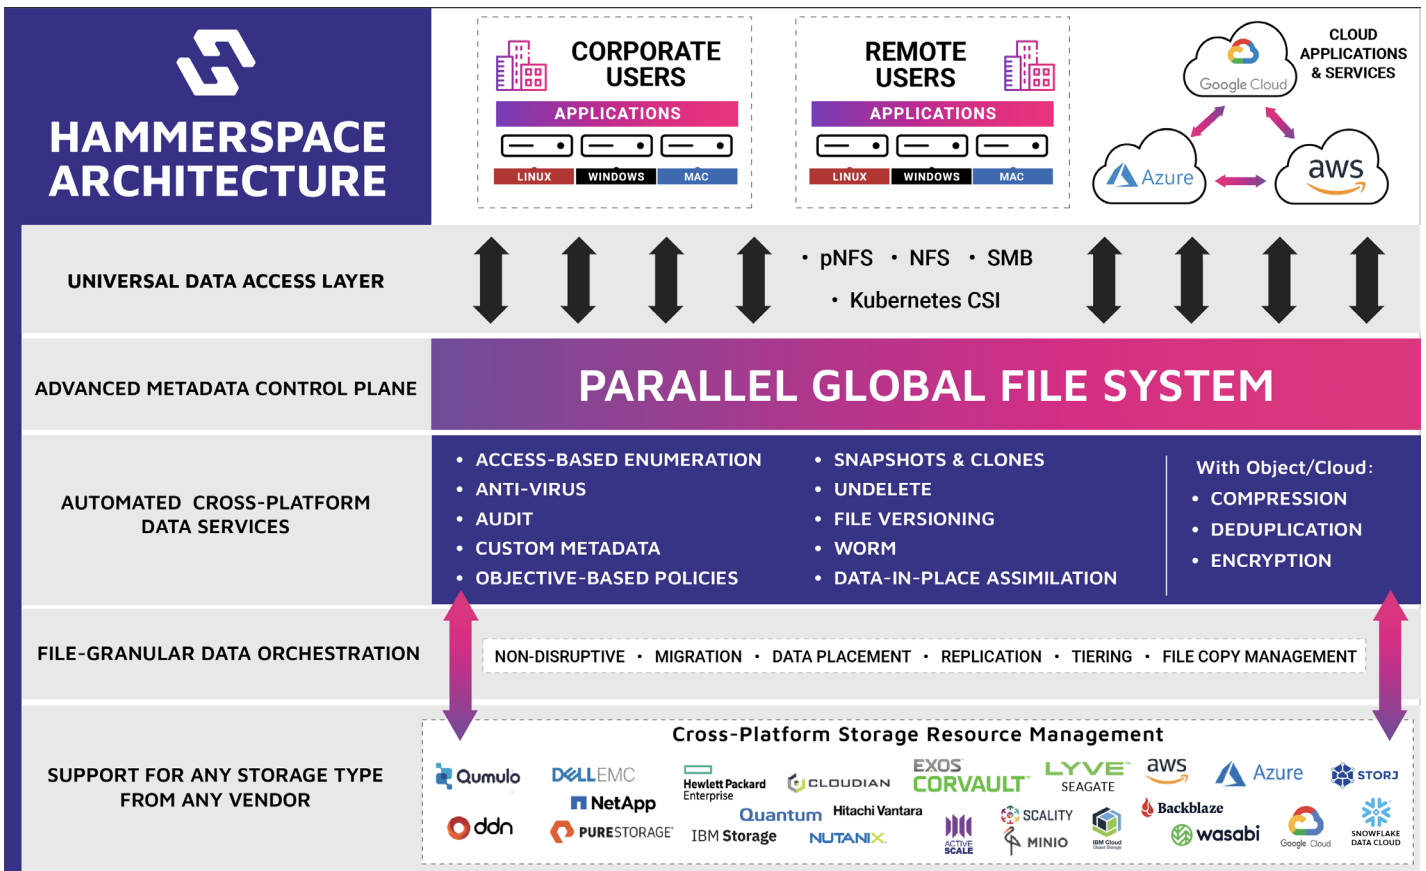 HAMMERSPACE
ARCHITECTURE
CORPORATE
USERS
APPLICATIONS
LINUX WINDOWS MAC
REMOTE
USERS
APPLICATIONS
LINUX WINDOWS MAC
CLOUD
APPLICATIONS
& SERVICES
Google Cloud
Azure
aws
UNIVERSAL DATA ACCESS LAYER
• pNFS • NFS • SMB
• Kubernetes CSI
ADVANCED METADATA CONTROL PLANE
PARALLEL GLOBAL FILE SYSTEM
AUTOMATED CROSS-PLATFORM
DATA SERVICES
• ACCESS-BASED ENUMERATION
• ANTI-VIRUS
• AUDIT
• CUSTOM METADATA
• OBJECTIVE-BASED POLICIES
• SNAPSHOTS & CLONES
• UNDELETE
• FILE VERSIONING
• WORM
• DATA-IN-PLACE ASSIMILATION
With Object/Cloud:
• COMPRESSION
• DEDUPLICATION
• ENCRYPTION
FILE-GRANULAR DATA ORCHESTRATION
NON-DISRUPTIVE • MIGRATION • DATA PLACEMENT • REPLICATION • TIERING • FILE COPY MANAGEMENT
SUPPORT FOR ANY STORAGE TYPE
FROM ANY VENDOR
Cross-Platform Storage Resource Management
Qumulo
DELLEMC
Hewlett Packard
Enterprise
CLOUDIAN
EXOS
CORVAULT™
LYVE™
SEAGATE
aws
Azure
STORJ
NetApp
Quantum
Hitachi Vantara
SCALITY
Backblaze
ddn
PURESTORAGE®
IBM Storage
NUTANIX.
ACTIVE
SCALE
MINIO
IBM Cloud
Object Storage
wasabi
Google Cloud
SNOWFLAKE
DATA CLOUD